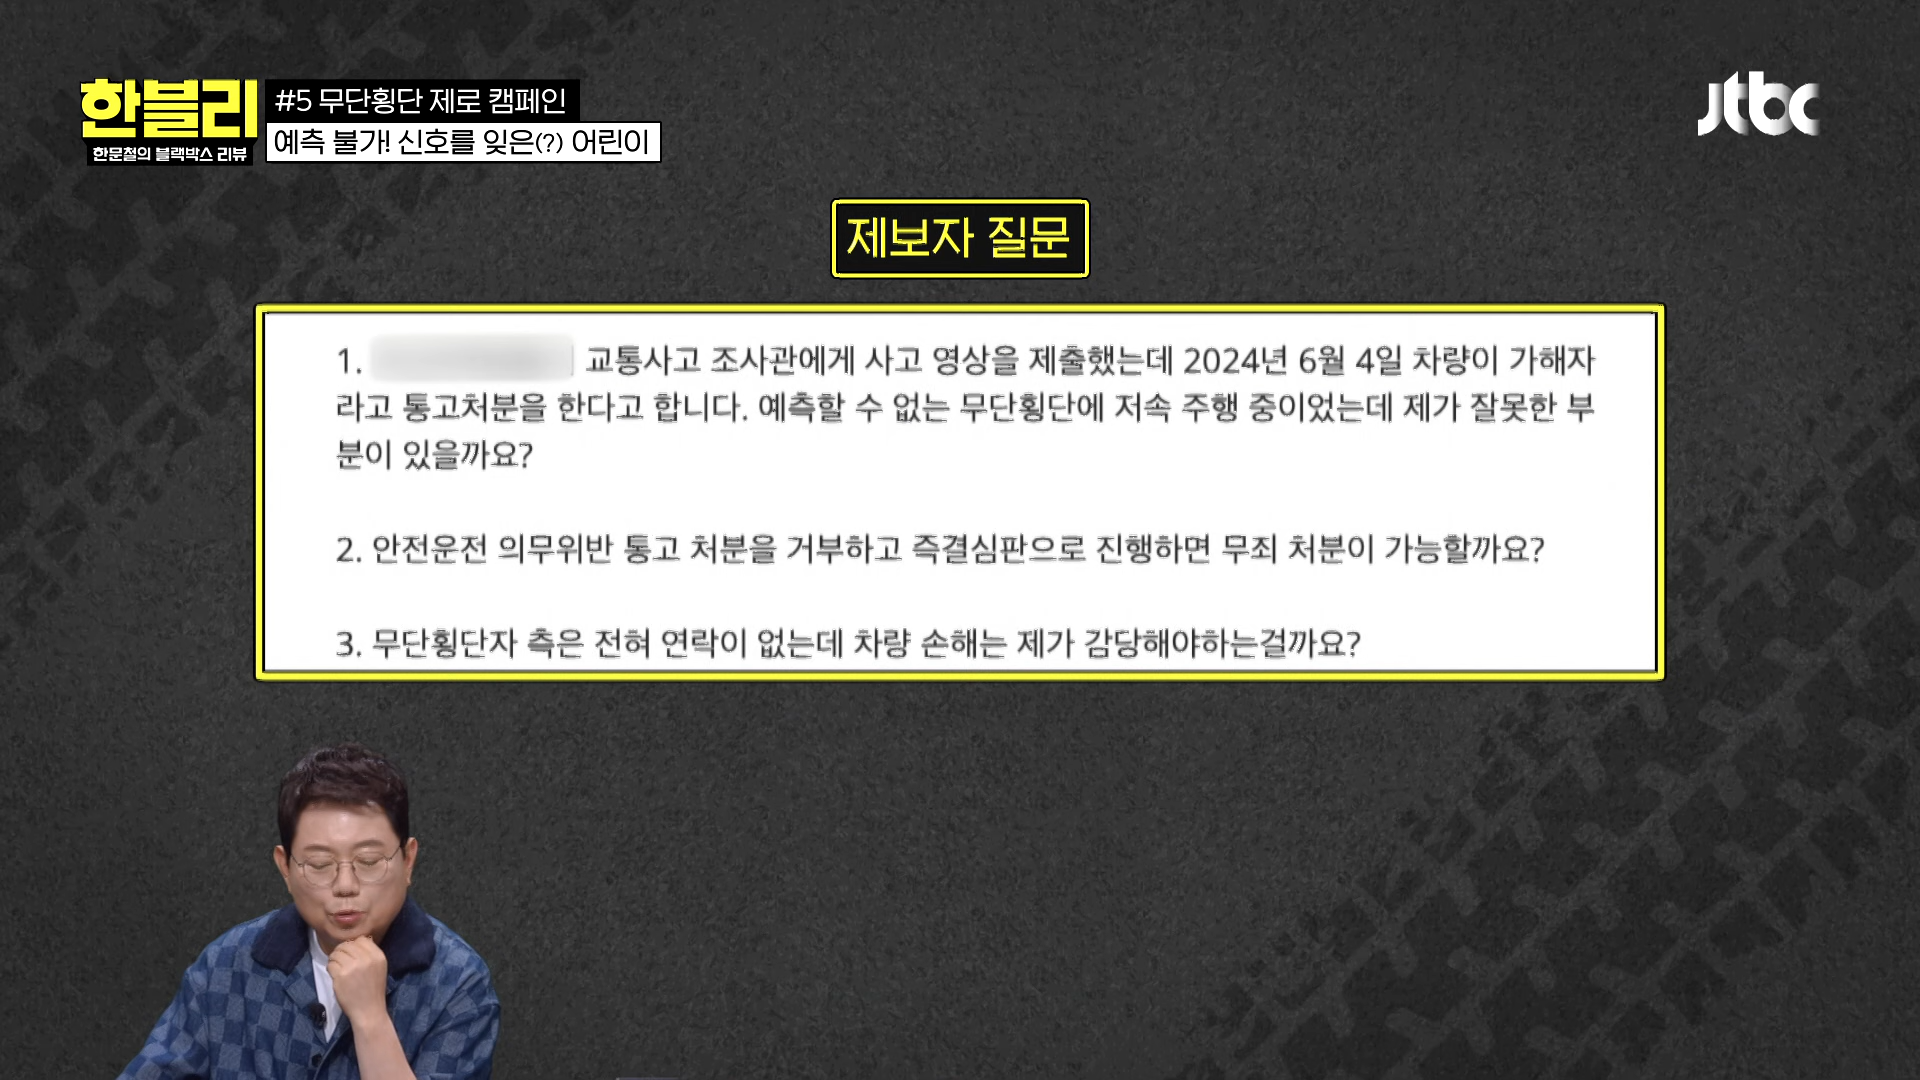 한블리
한문철의 블랙박스 리뷰
#5 무단횡단 제로 캠페인
예측 불가! 신호를 잊은(?) 어린이
jtbc
제보자 질문
1. 교통사고 조사관에게 사고 영상을 제출했는데 2024년 6월 4일 차량이 가해자
라고 통고처분을 한다고 합니다. 예측할 수 없는 무단횡단에 저속 주행 중이었는데 제가 잘못한 부
분이 있을까요?
2. 안전운전 의무위반 통고 처분을 거부하고 즉결심판으로 진행하면 무죄 처분이 가능할까요?
3. 무단횡단자 측은 전혀 연락이 없는데 차량 손해는 제가 감당해야하는걸까요?